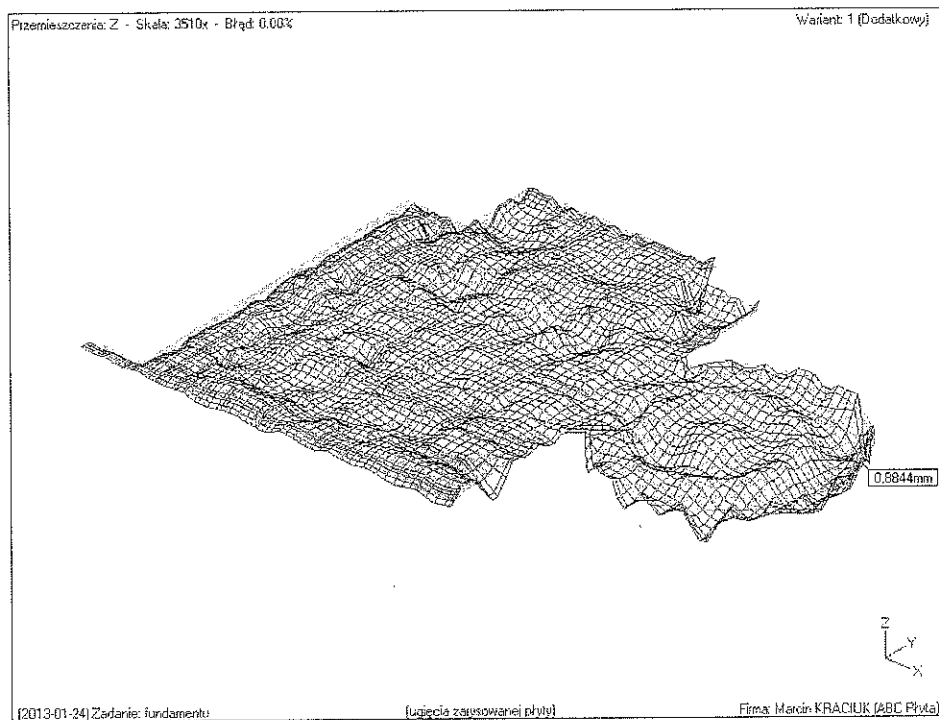 Przemieszczenia: Z - Skala: 3510x - Błąd: 0.00%
Wariant: 1 (Dodatkowy)
0,8844mm
Z
Y
X
[2013-01-24] Zadanie: fundamentu
(ugięcia zarysowanej płyty)
Firma: Marcin KRACIUK [ABC Płyta]